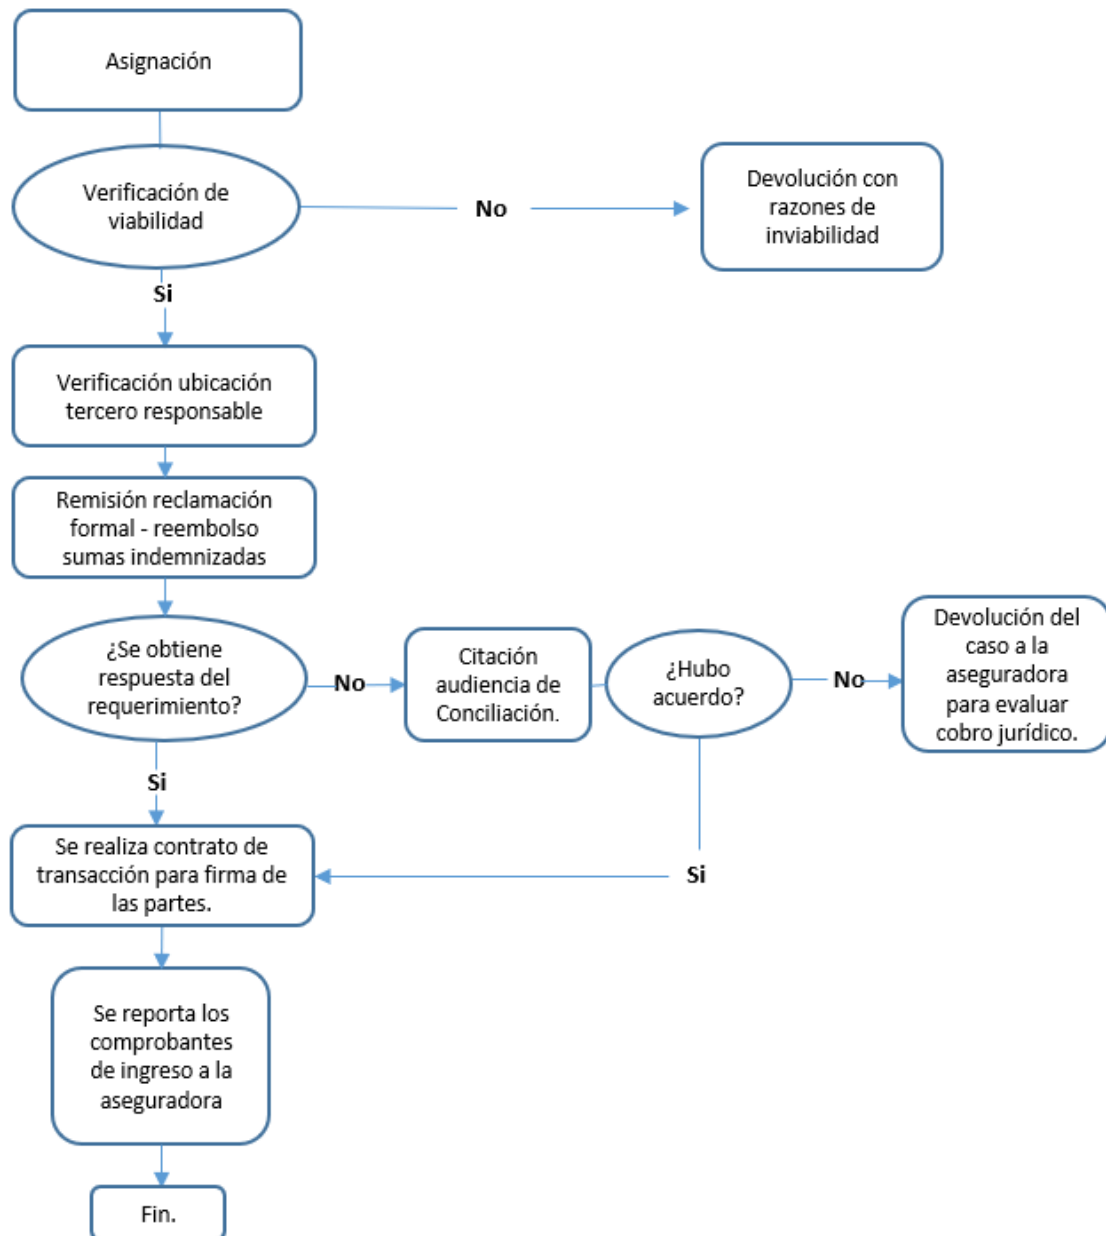 Asignación
Verificación de
viabilidad
No
Devolución con
razones de
inviabilidad
Si
Verificación ubicación
tercero responsable
Remisión reclamación
formal - reembolso
sumas indemnizadas
¿Se obtiene
respuesta del
requerimiento?
No
Citación
audiencia de
Conciliación.
¿Hubo
acuerdo?
No
Devolución del
caso a la
aseguradora
para evaluar
cobro jurídico.
Si
Se realiza contrato de
transacción para firma de
las partes.
Si
Se reporta los
comprobantes
de ingreso a la
aseguradora
Fin.